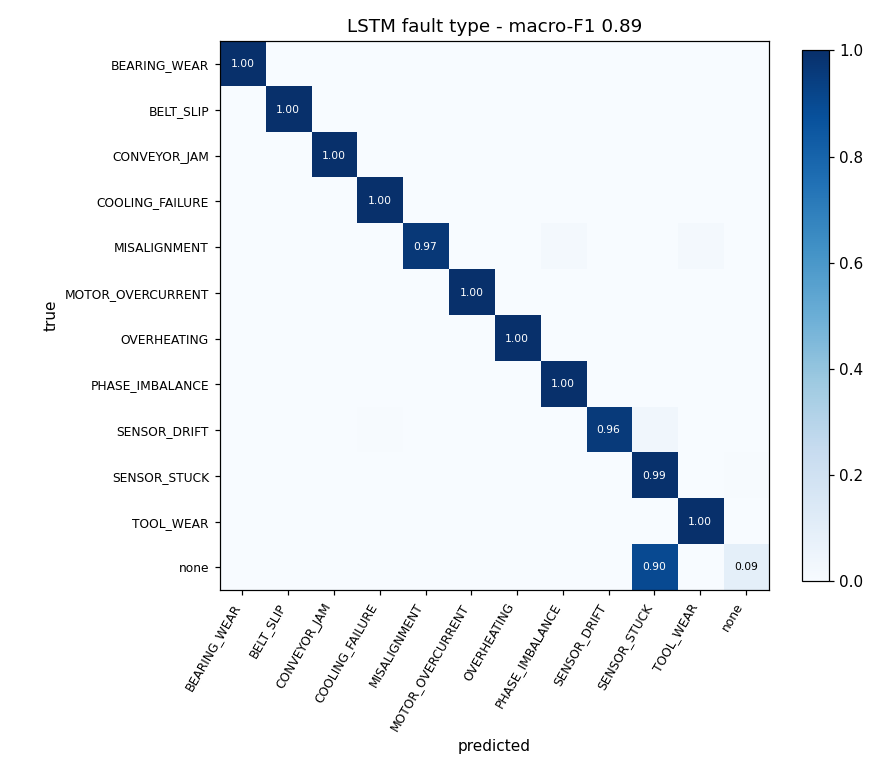 LSTM fault type - macro-F1 0.89
true
BEARING_WEAR 1.00
BELT_SLIP 1.00
CONVEYOR_JAM 1.00
COOLING_FAILURE 1.00
MISALIGNMENT 0.97
MOTOR_OVERCURRENT 1.00
OVERHEATING 1.00
PHASE_IMBALANCE 1.00
SENSOR_DRIFT 0.96
SENSOR_STUCK 0.99
TOOL_WEAR 1.00
none 0.90 0.09
BEARING_WEAR
BELT_SLIP
CONVEYOR_JAM
COOLING_FAILURE
MISALIGNMENT
MOTOR_OVERCURRENT
OVERHEATING
PHASE_IMBALANCE
SENSOR_DRIFT
SENSOR_STUCK
TOOL_WEAR
none
predicted
1.0
0.8
0.6
0.4
0.2
0.0